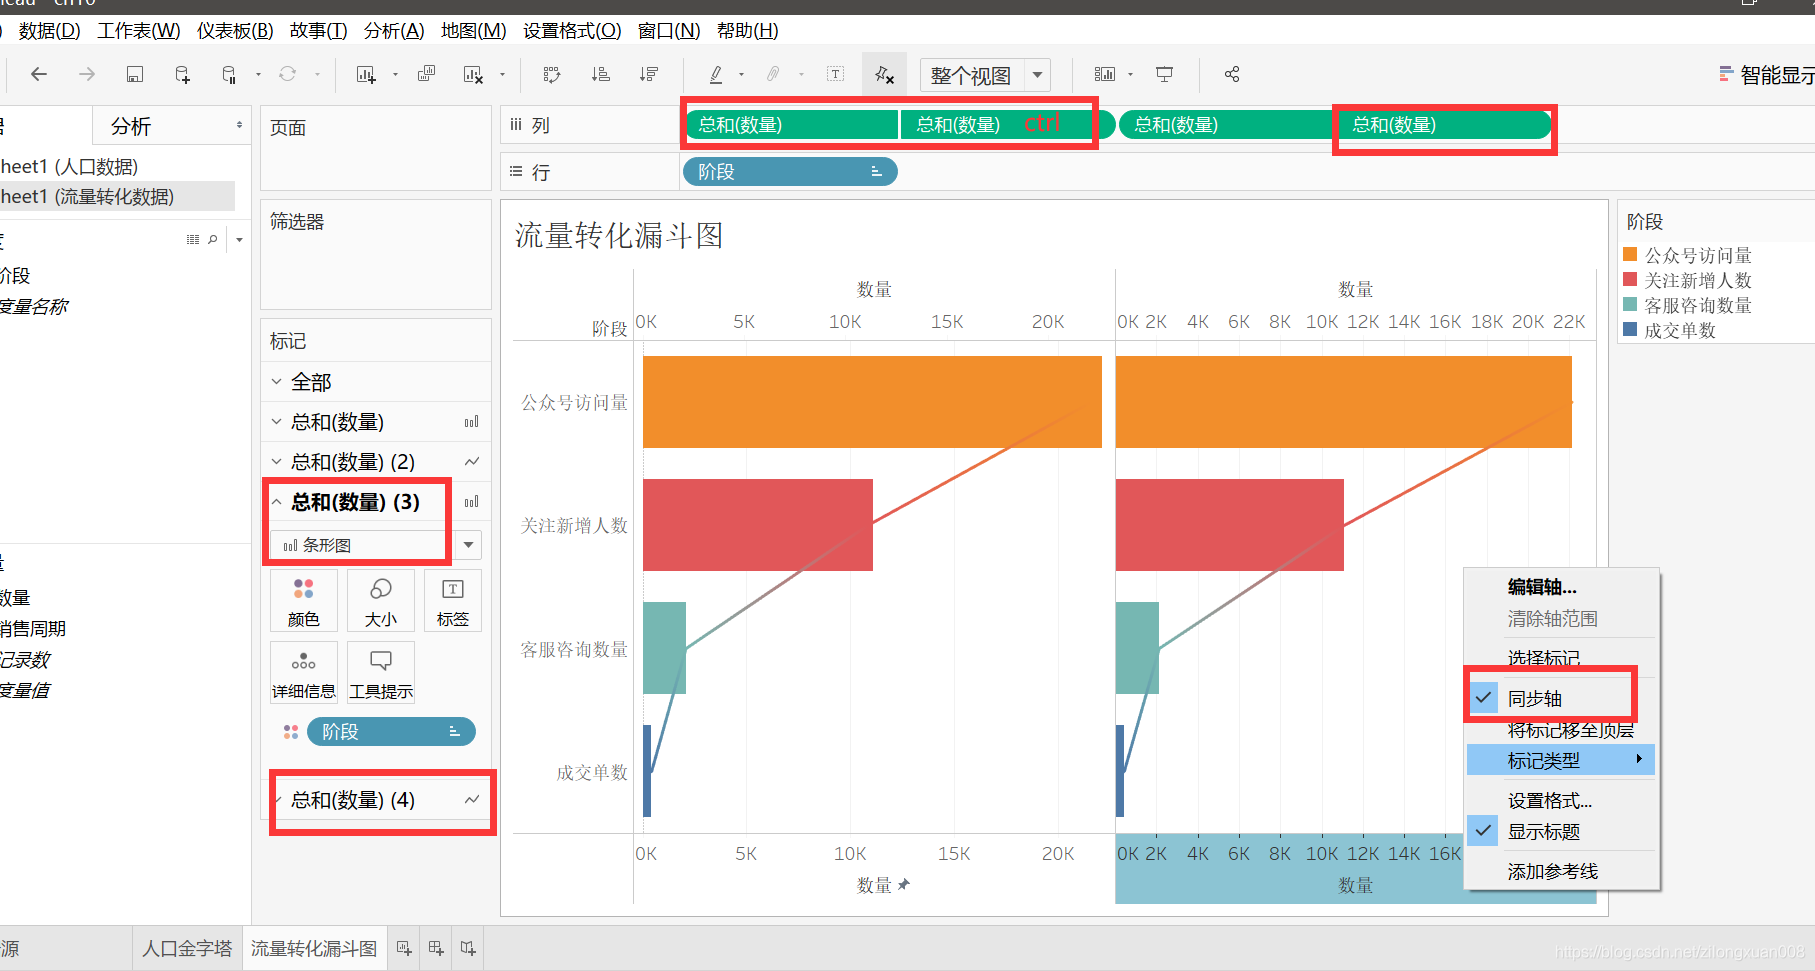 数据(D) 工作表(W) 仪表板(B) 故事(T) 分析(A) 地图(M) 设置格式(O) 窗口(N) 帮助(H)
整个视图
智能显示
分析
页面
列
总和(数量) 总和(数量) ctrl 总和(数量) 总和(数量)
heet1 (人口数据)
heet1 (流量转化数据)
行
阶段
筛选器
流量转化漏斗图
阶段
公众号访问量
关注新增人数
客服咨询数量
成交单数
阶段
度量名称
数量
销售周期
记录数
度量值
标记
全部
总和(数量)
总和(数量) (2)
总和(数量) (3)
条形图
颜色 大小 标签
详细信息 工具提示
阶段
总和(数量) (4)
数量 数量
阶段 0K 5K 10K 15K 20K 0K 2K 4K 6K 8K 10K 12K 14K 16K 18K 20K 22K
公众号访问量
关注新增人数
客服咨询数量
成交单数
0K 5K 10K 15K 20K 0K 2K 4K 6K 8K 10K 12K 14K 16K
数量 数量
编辑轴...
清除轴范围
选择标记
同步轴
将标记移至顶层
标记类型
设置格式...
显示标题
添加参考线
源 人口金字塔 流量转化漏斗图
https://blog.csdn.net/zilongxuan008